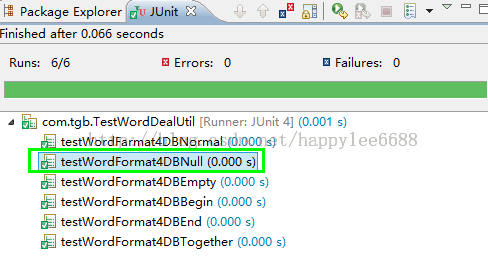 Package Explorer JUnit
Finished after 0.066 seconds
Runs: 6/6 Errors: 0 Failures: 0
com.tgb.TestWordDealUtil [Runner: JUnit 4] (0.001 s)
testWordFarmat4DBNormal (0.000 s)
http://blog.csdn.net/happylee6688
testWordFormat4DBNull (0.000 s)
testWordFormat4DBEmpty (0.000 s)
testWordFormat4DBBegin (0.000 s)
testWordFormat4DBEnd (0.000 s)
testWordFormat4DBTogether (0.000 s)